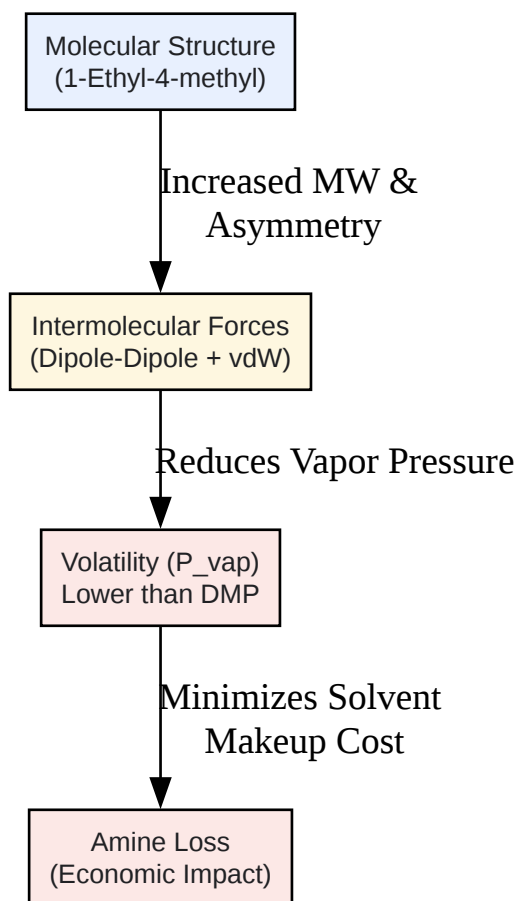 Molecular Structure
(1-Ethyl-4-methyl)
Increased MW &
Asymmetry
Intermolecular Forces
(Dipole-Dipole + vdW)
Reduces Vapor Pressure
Volatility (P_vap)
Lower than DMP
Minimizes Solvent
Makeup Cost
Amine Loss
(Economic Impact)